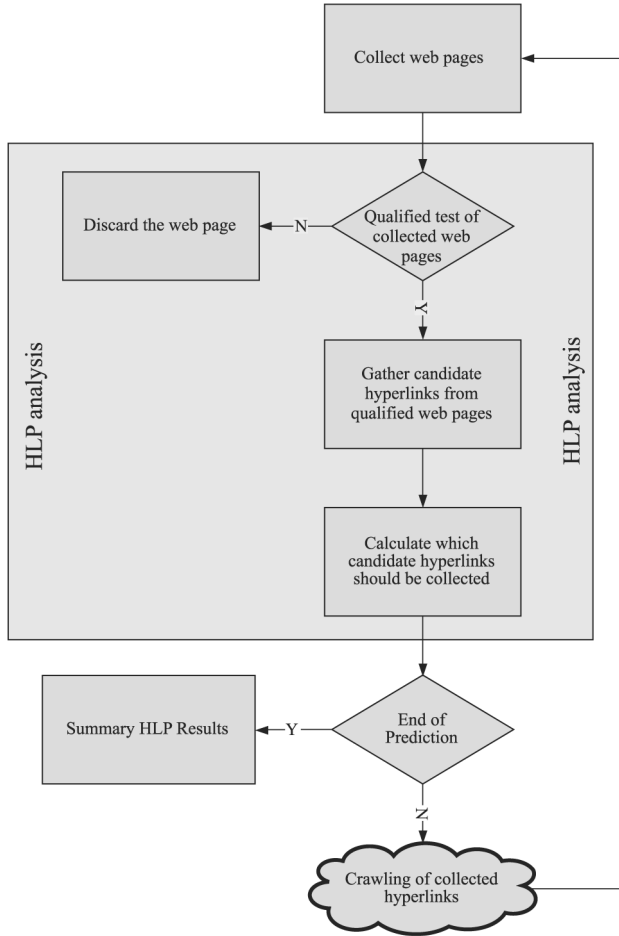 Collect web pages
Qualified test of
collected web
pages
N
Discard the web page
Y
Gather candidate
hyperlinks from
qualified web pages
HLP analysis
HLP analysis
Calculate which
candidate hyperlinks
should be collected
End of
Prediction
Y
Summary HLP Results
N
Crawling of collected
hyperlinks